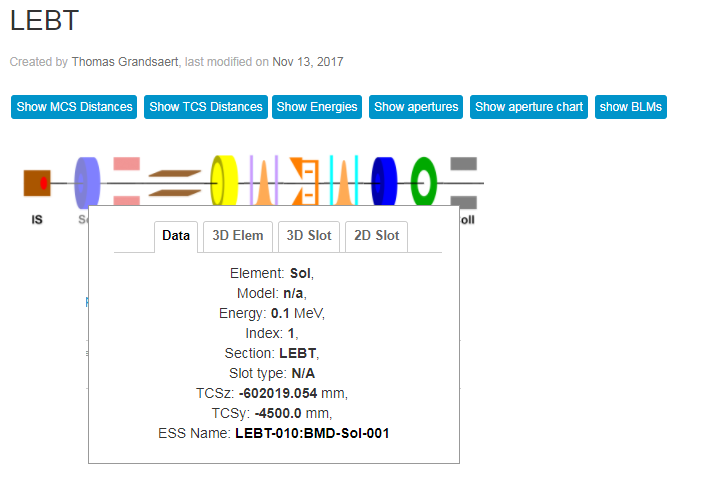 LEBT
Created by Thomas Grandsaert, last modified on Nov 13, 2017
Show MCS Distances Show TCS Distances Show Energies Show apertures Show aperture chart show BLMs
IS oll
Data 3D Elem 3D Slot 2D Slot
Element: Sol,
Model: n/a,
Energy: 0.1 MeV,
Index: 1,
Section: LEBT,
Slot type: N/A
TCSz: -602019.054 mm,
TCSy: -4500.0 mm,
ESS Name: LEBT-010:BMD-Sol-001